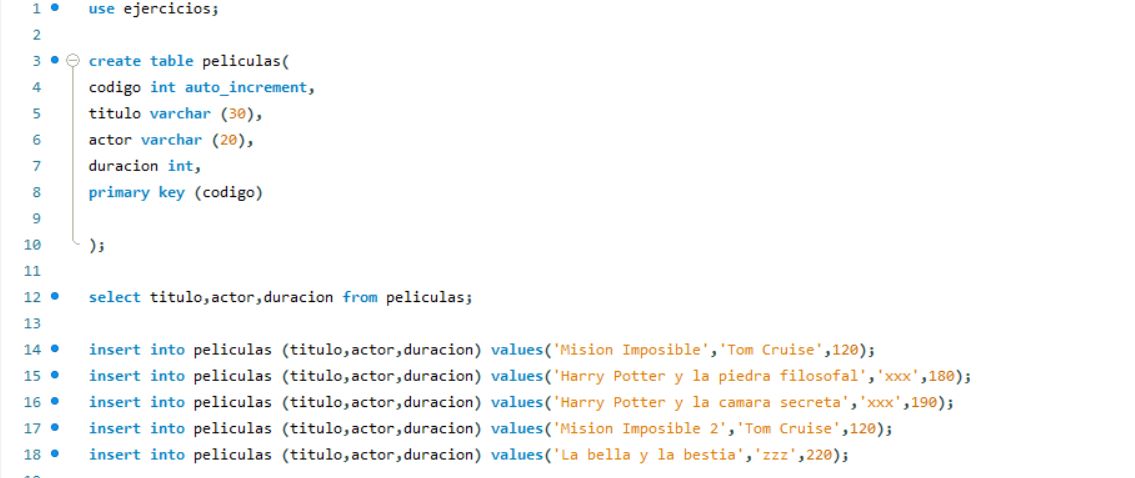 1 use ejercicios;
2
3 create table peliculas(
4 codigo int auto_increment,
5 titulo varchar (30),
6 actor varchar (20),
7 duracion int,
8 primary key (codigo)
9
10 );
11
12 select titulo,actor,duracion from peliculas;
13
14 insert into peliculas (titulo,actor,duracion) values('Mision Imposible','Tom Cruise',120);
15 insert into peliculas (titulo,actor,duracion) values('Harry Potter y la piedra filosofal','xxx',180);
16 insert into peliculas (titulo,actor,duracion) values('Harry Potter y la camara secreta','xxx',190);
17 insert into peliculas (titulo,actor,duracion) values('Mision Imposible 2','Tom Cruise',120);
18 insert into peliculas (titulo,actor,duracion) values('La bella y la bestia','zzz',220);